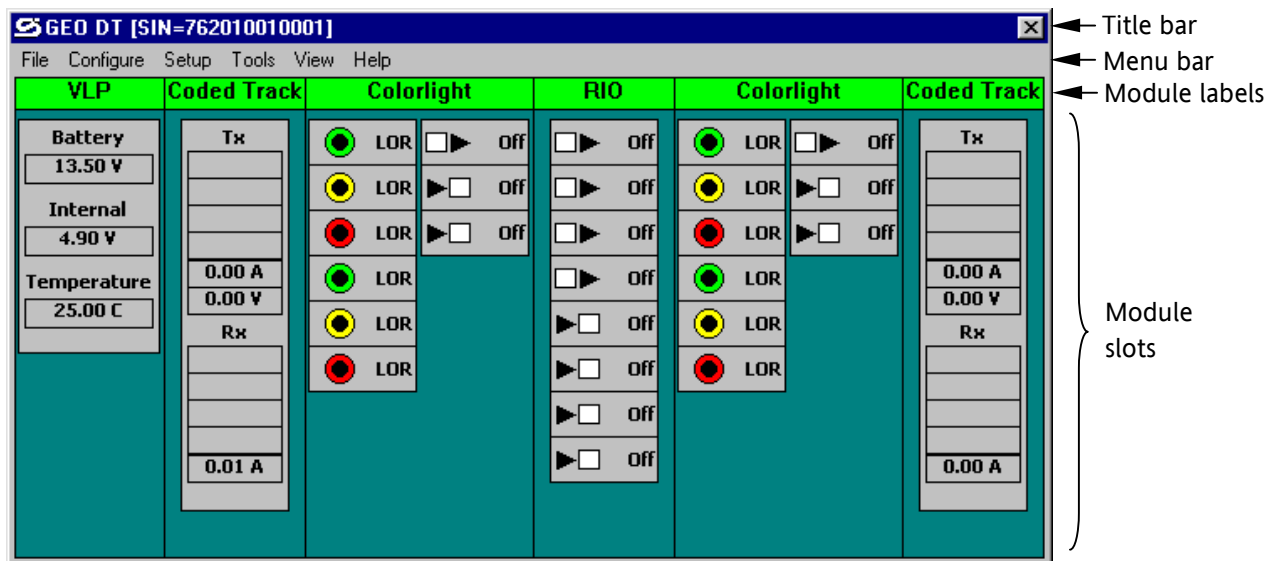 GEO DT [SIN=762010010001]
Title bar
File Configure Setup Tools View Help
Menu bar
VLP Coded Track Colorlight RIO Colorlight Coded Track
Module labels
Battery
13.50 V
Internal
4.90 V
Temperature
25.00 C
Tx
0.00 A
0.00 V
Rx
0.01 A
LOR
LOR
LOR
LOR
LOR
LOR
Off
Off
Off
Off
Off
Off
Off
Off
Off
Off
Off
LOR
LOR
LOR
LOR
LOR
LOR
Off
Off
Off
Tx
0.00 A
0.00 V
Rx
0.00 A
Module
slots